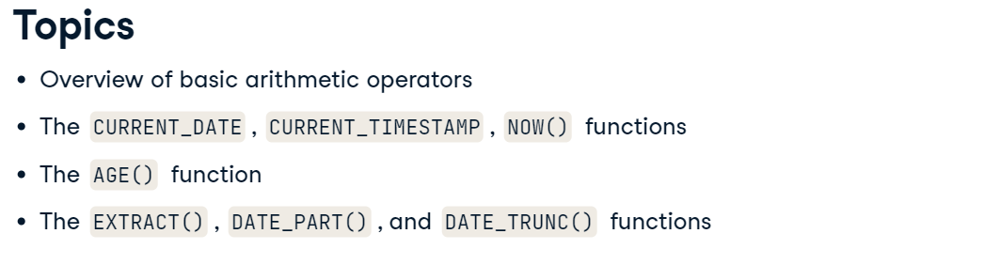 Topics
• Overview of basic arithmetic operators
• The CURRENT_DATE , CURRENT_TIMESTAMP , NOW() functions
• The AGE() function
• The EXTRACT() , DATE_PART() , and DATE_TRUNC() functions